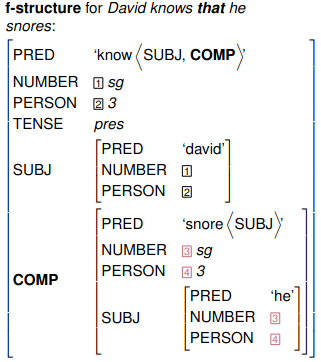 f-structure for David knows that he
snores:
PRED ‘know⟨SUBJ, COMP⟩’
NUMBER 1 sg
PERSON 2 3
TENSE pres
SUBJ
PRED ‘david’
NUMBER 1
PERSON 2
COMP
PRED ‘snore⟨SUBJ⟩’
NUMBER 3 sg
PERSON 4 3
SUBJ
PRED ‘he’
NUMBER 3
PERSON 4